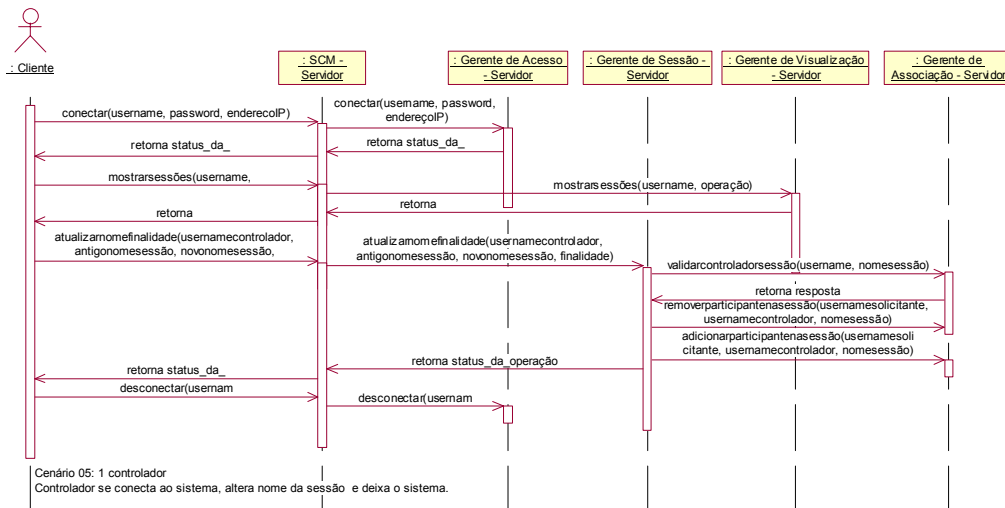 : Cliente
: SCM -
Servidor
: Gerente de Acesso
- Servidor
: Gerente de Sessão -
Servidor
: Gerente de Visualização
- Servidor
: Gerente de
Associação - Servidor
conectar(username, password, endereçoIP)
conectar(username, password,
endereçoIP)
retorna status_da_
retorna status_da_
mostrarsessões(username,
mostrarsessões(username, operação)
retorna
retorna
atualizarnomefinalidade(usernamecontrolador,
antigonomesessão, novonomesessão,
atualizarnomefinalidade(usernamecontrolador,
antigonomesessão, novonomesessão, finalidade)
validarcontroladorsessão(username, nomesessão)
retorna resposta
removerparticipantenasessão(usernamesolicitante,
usernamecontrolador, nomesessão)
adicionarparticipantenasessão(usernamesoli
citante, usernamecontrolador, nomesessão)
retorna status_da_operação
retorna status_da_
desconectar(usernam
desconectar(usernam
Cenário 05: 1 controlador
Controlador se conecta ao sistema, altera nome da sessão e deixa o sistema.